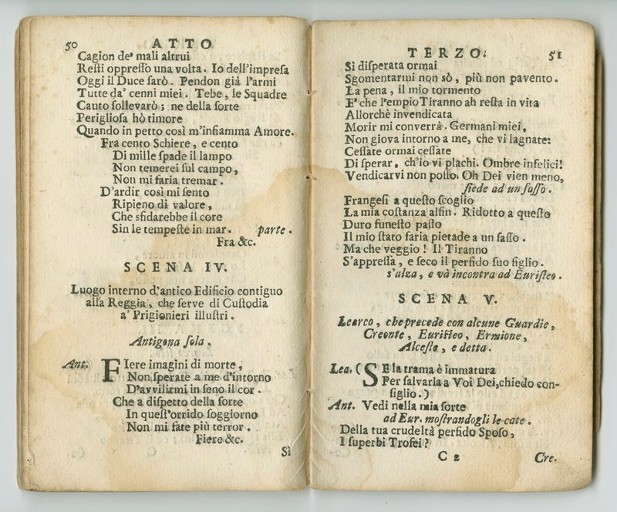 50 ATTO
Cagion de' mali altrui
Resti oppresso una volta. Io dell'impresa
Oggi il Duce sarò. Pendon già l'armi
Tutte da' cenni miei. Tebe, le Squadre
Cauto sollevarò: ne della sorte
Perigliosa hò timore
Quando in petto così m'infiamma Amore.
Fra cento Schiere, e cento
Di mille spade il lampo
Non temerei sul campo,
Non mi faria tremar.
D'ardir così mi sento
Ripieno di valore,
Che sfidarebbe il core
Sin le tempeste in mar. parte.
Fra &c.
SCENA IV.
Luogo interno d'antico Edificio contiguo
alla Reggia, che serve di Custodia
a' Prigionieri illustri.
Antigona sola.
Ant. FIere imagini di morte,
Non sperate a me d'intorno
D'avvilirmi in seno il cor.
Che a dispetto della sorte
In quest'orrido soggiorno
Non mi fate più terror.
Fiere &c.
Sì
TERZO. 51
Sì disperata ormai
Sgomentarmi non sò, più non pavento.
La pena, il mio tormento
E' che l'empio Tiranno ah resta in vita
Allorchè invendicata
Morir mi converrà. Germani miei,
Non giova intorno a me, che vi lagnate:
Cessate ormai cessate
Di sperar, ch'io vi plachi. Ombre infelici!
Vendicarvi non posso. Oh Dei vien meno,
siede ad un sasso.
Frangesi a questo scoglio
La mia costanza alfin. Ridotto a questo
Duro funesto passo
Il mio stato faria pietade a un sasso.
Ma che veggio! Il Tiranno
S'appressa, e seco il perfido suo figlio.
s'alza, e và incontra ad Euristeo.
SCENA V.
Learco, che precede con alcune Guardie,
Creonte, Euristeo, Ermione,
Alceste, e detta.
Lea. (SE la trama è immatura
Per salvarla a Voi Dei, chiedo con-
siglio.)
Ant. Vedi nella mia sorte
ad Eur. mostrandogli le cate.
Della tua crudeltà perfido Sposo,
I superbi Trofei?
C 2 Cre.